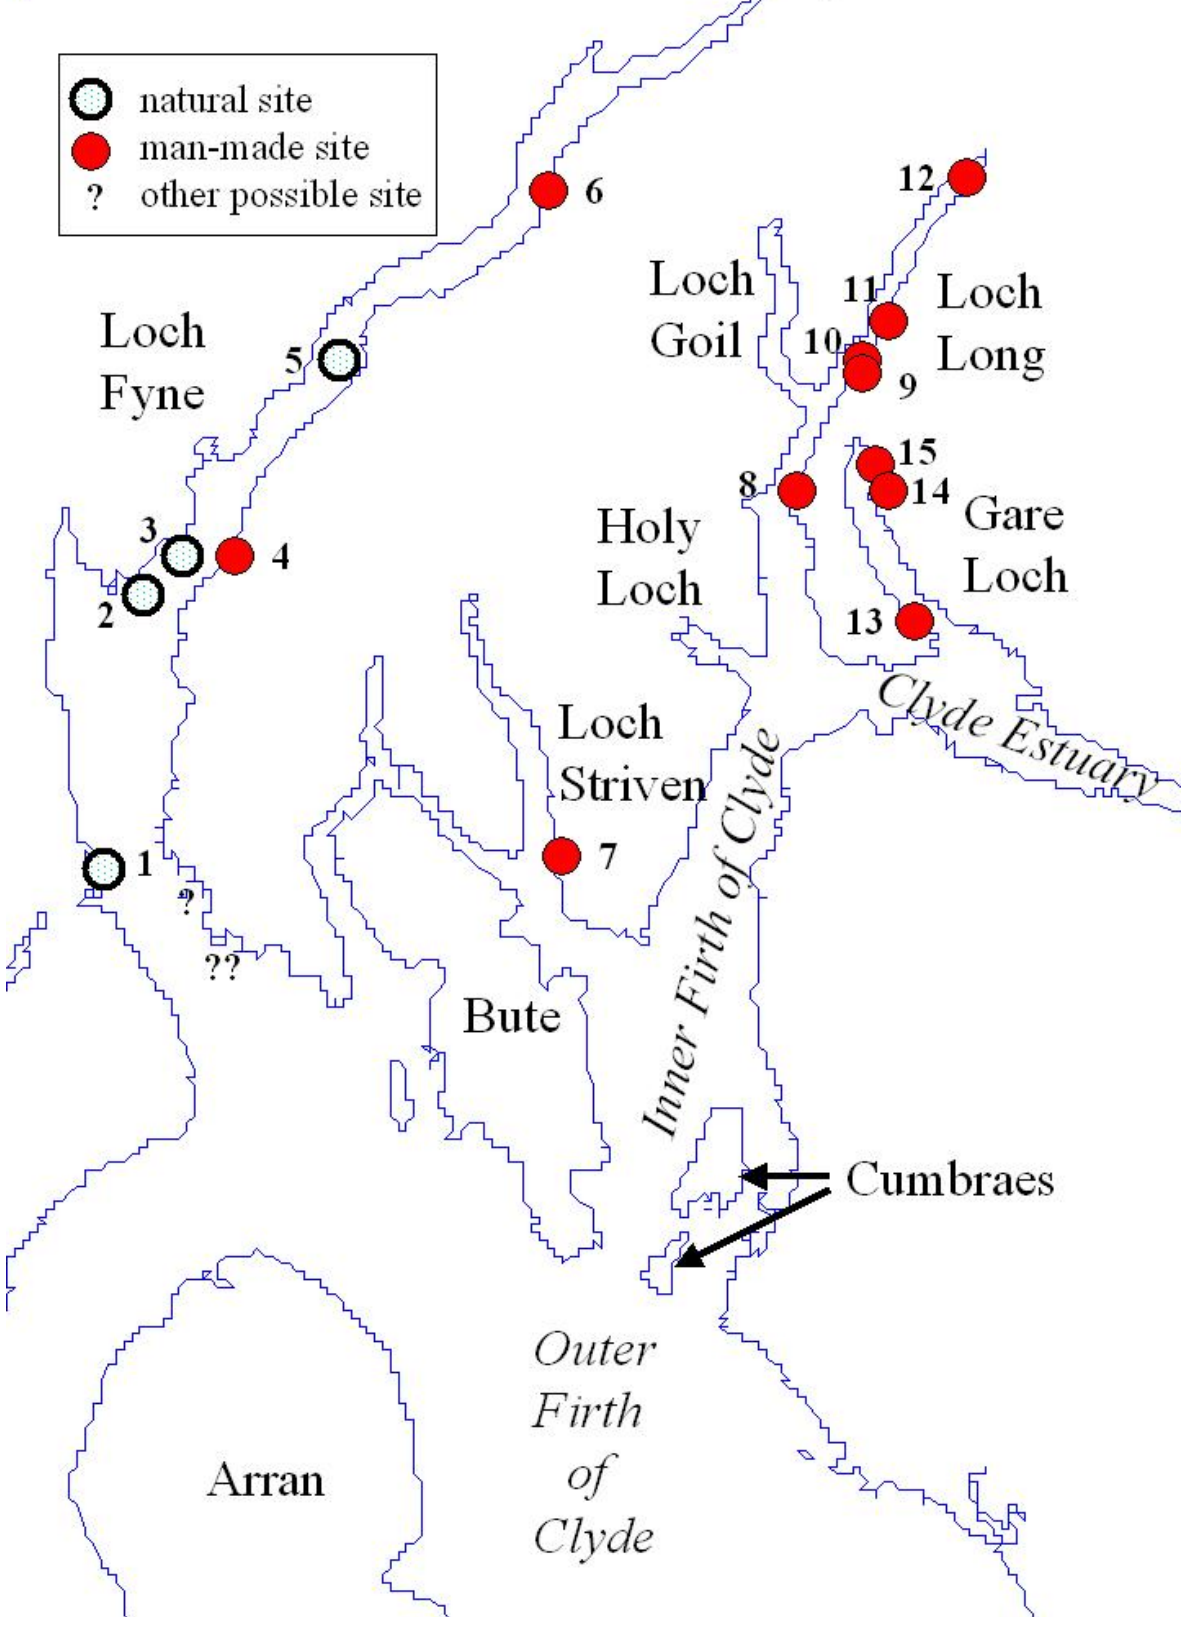 natural site
man-made site
? other possible site
6
12
Loch
Goil
11
Loch
Long
10
9
Loch
Fyne
5
15
14
8
Gare
Loch
Holy
Loch
3
4
2
13
Clyde Estuary
Loch
Striven
Inner Firth of Clyde
7
1
?
??
Bute
Cumbraes
Outer
Firth
of
Clyde
Arran